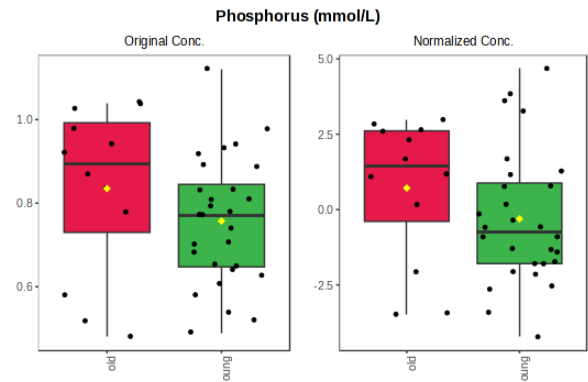 Phosphorus (mmol/L)
Original Conc.
Normalized Conc.
1.0
0.8
0.6
old
oung
5.0
2.5
0.0
-2.5
old
oung